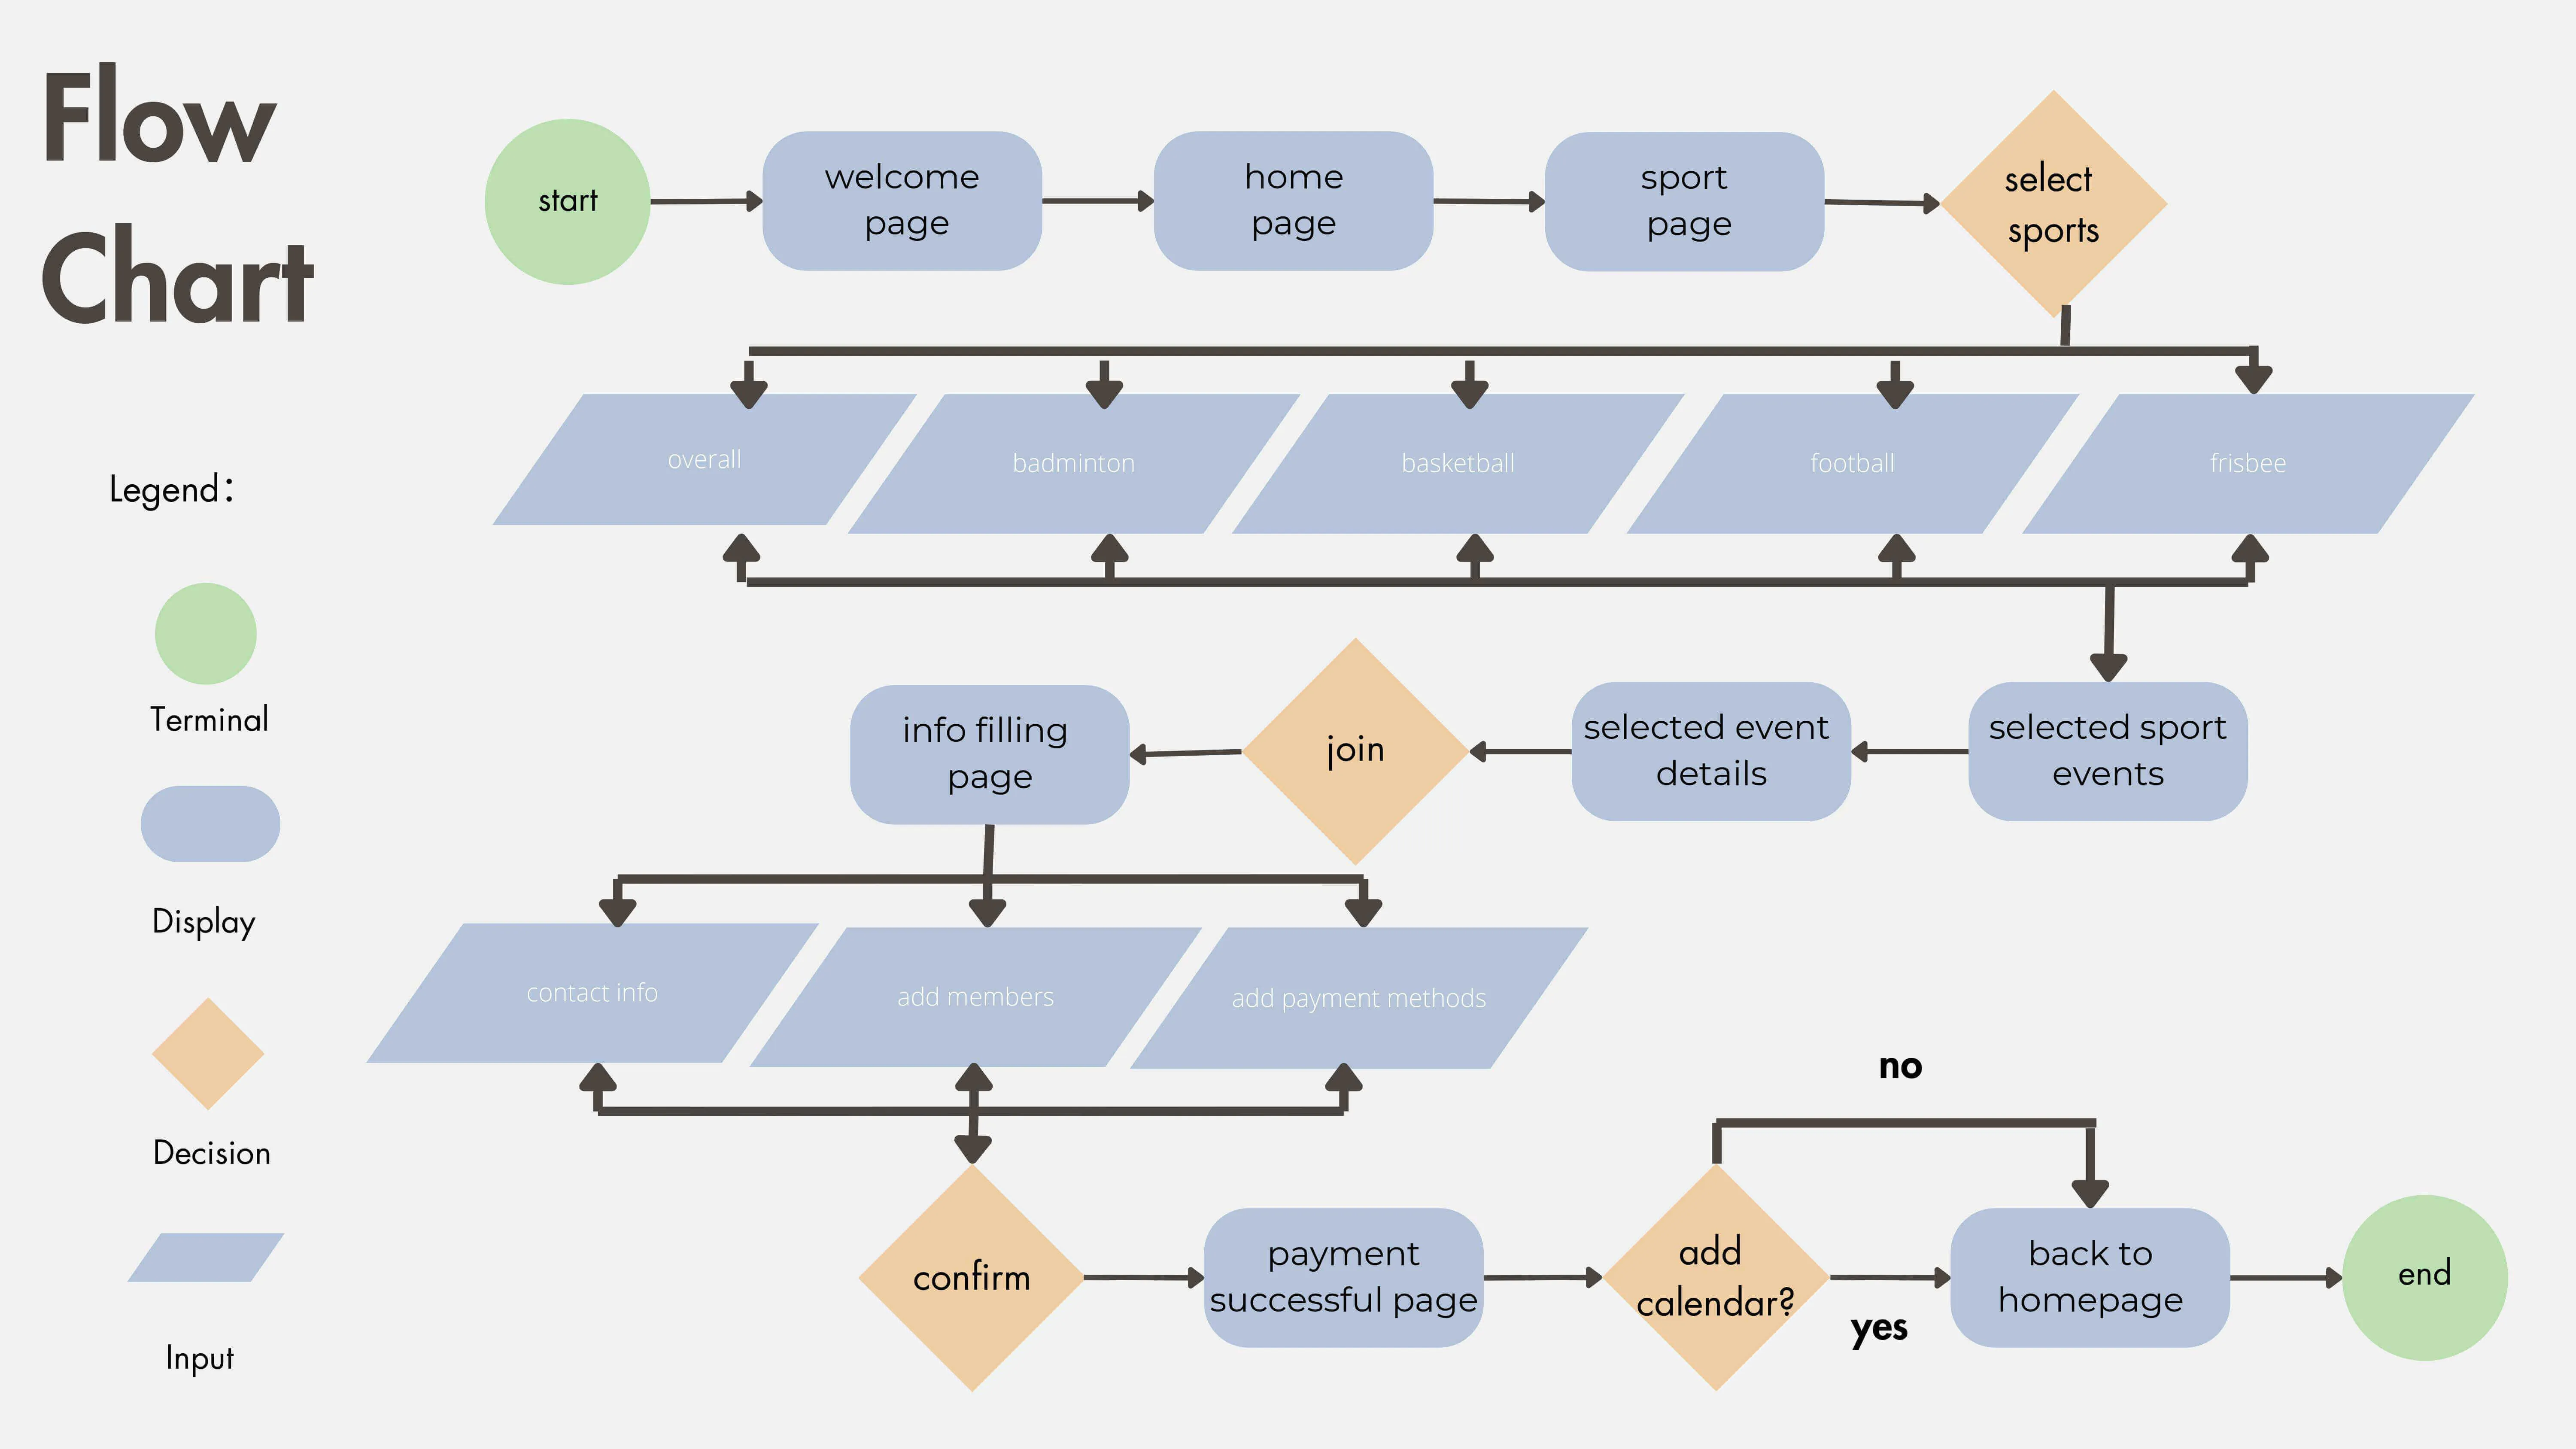 Flow
Chart
start
welcome
page
home
page
sport
page
select
sports
overall
badminton
basketball
football
frisbee
Legend:
Terminal
Display
Decision
Input
info filling
page
join
selected event
details
selected sport
events
contact info
add members
add payment methods
no
confirm
payment
successful page
add
calendar?
yes
back to
homepage
end